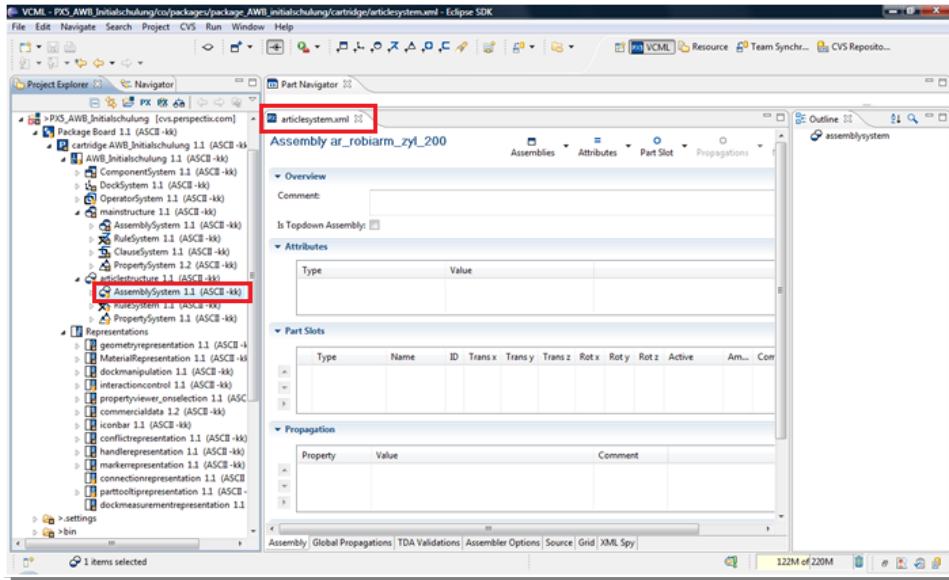 VCML - PX5_AWB_Initialschulung/co/packages/package_AWB_initialschulung/cartridge/articlesystem.xml - Eclipse SDK
File Edit Navigate Search Project CVS Run Window Help
VCML Resource Team Synchr... CVS Reposito...
Project Explorer Navigator
Part Navigator
>PX5_AWB_Initialschulung [cvs.perspectix.com]
Package Board 1.1 (ASCII -kk)
cartridge AWB_Initialschulung 1.1 (ASCII -kk
AWB_Initialschulung 1.1 (ASCII -kk)
ComponentSystem 1.1 (ASCII -kk)
DockSystem 1.1 (ASCII -kk)
OperatorSystem 1.1 (ASCII -kk)
mainstructure 1.1 (ASCII -kk)
AssemblySystem 1.1 (ASCII -kk)
RuleSystem 1.1 (ASCII -kk)
ClauseSystem 1.1 (ASCII -kk)
PropertySystem 1.2 (ASCII -kk)
articlestructure 1.1 (ASCII -kk)
AssemblySystem 1.1 (ASCII -kk)
RuleSystem 1.1 (ASCII -kk)
PropertySystem 1.1 (ASCII -kk)
Representations
geometryrepresentation 1.1 (ASCII -k
MaterialRepresentation 1.1 (ASCII -kk
dockmanipulation 1.1 (ASCII -kk)
interactioncontrol 1.1 (ASCII -kk)
propertyviewer_onselection 1.1 (ASC
commercialdata 1.2 (ASCII -kk)
iconbar 1.1 (ASCII -kk)
conflictrepresentation 1.1 (ASCII -kk)
handlerepresentation 1.1 (ASCII -kk)
markerrepresentation 1.1 (ASCII -kk)
connectionrepresentation 1.1 (ASCII
parttooltiprepresentation 1.1 (ASCII -
dockmeasurementrepresentation 1.1
>.settings
>bin
articlesystem.xml
Assembly ar_robiarm_zyl_200
Assemblies Attributes Part Slot Propagations
Overview
Comment:
Is Topdown Assembly:
Attributes
Type Value
Part Slots
Type Name ID Trans x Trans y Trans z Rot x Rot y Rot z Active Am... Com
Propagation
Property Value Comment
Assembly Global Propagations TDA Validations Assembler Options Source Grid XML Spy
Outline
assemblysystem
1 items selected
122M of 220M